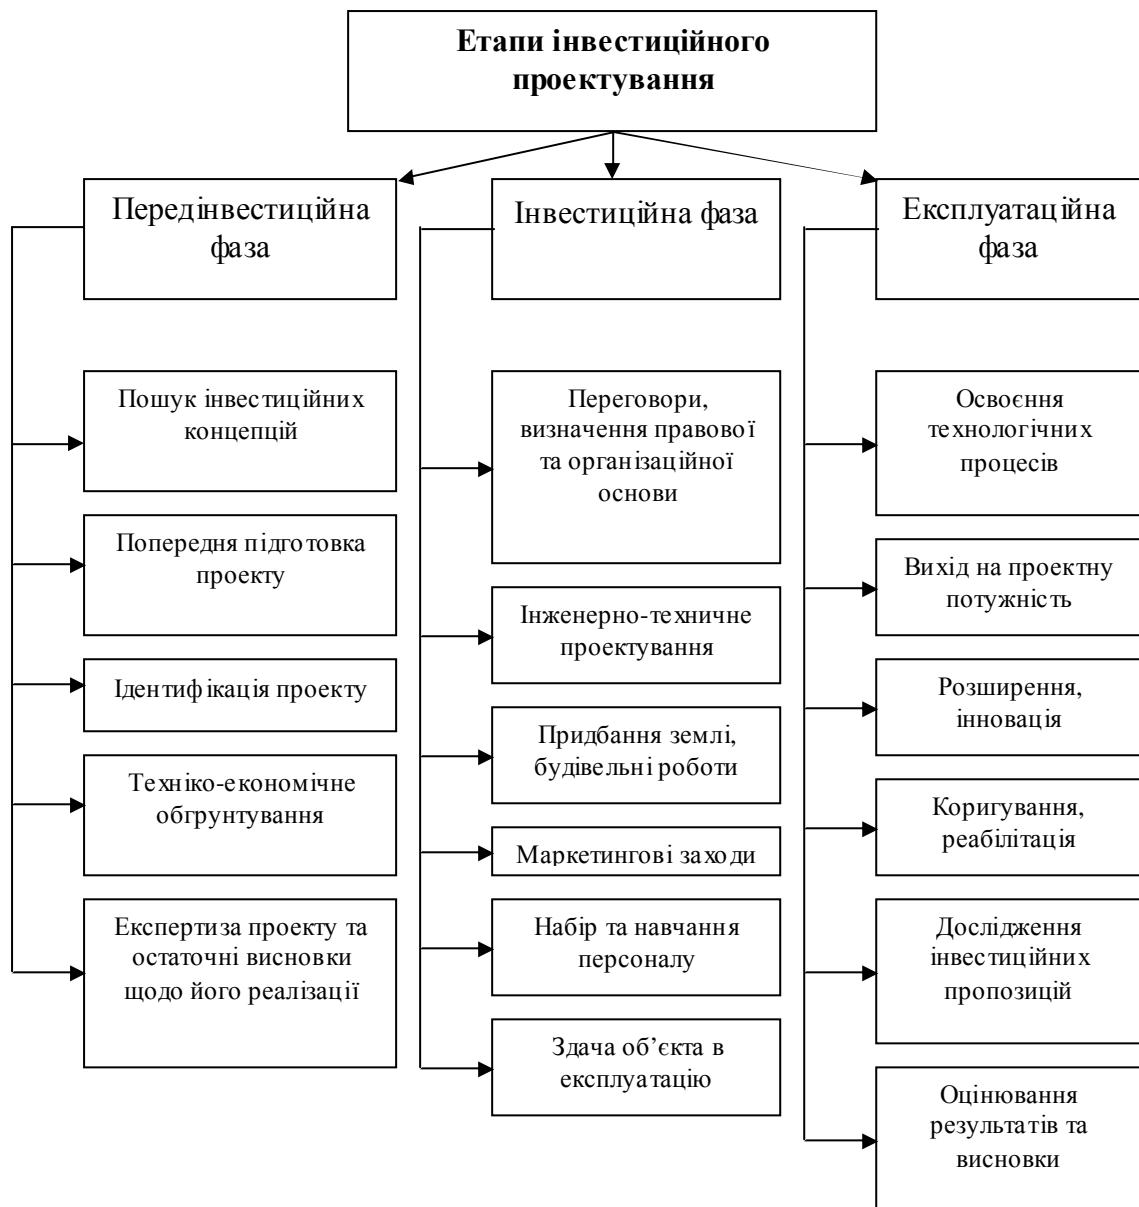 Етапи інвестиційного
проектування
Передінвестиційна
фаза
Інвестиційна фаза
Експлуатаційна
фаза
Пошук інвестиційних
концепцій
Попередня підготовка
проекту
Ідентифікація проекту
Техніко-економічне
обгрунтування
Експертиза проекту та
остаточні висновки
щодо його реалізації
Переговори,
визначення правової
та організаційної
основи
Інженерно-техничне
проектування
Придбання землі,
будівельні роботи
Маркетингові заходи
Набір та навчання
персоналу
Здача об’єкта в
експлуатацію
Освоєння
технологічних
процесів
Вихід на проектну
потужність
Розширення,
інновація
Коригування,
реабілітація
Дослідження
інвестиційних
пропозицій
Оцінювання
результатів та
висновки